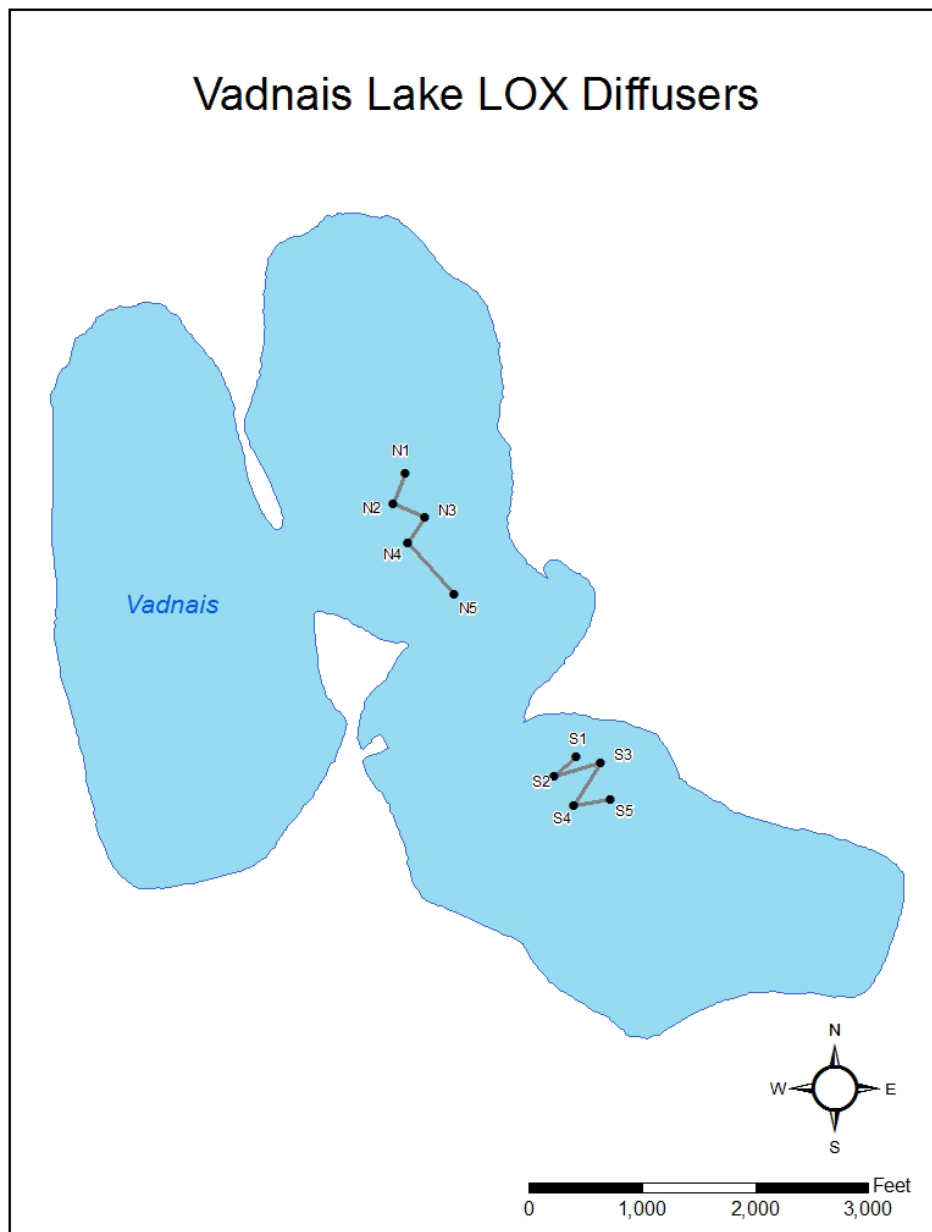 Vadnais Lake LOX Diffusers
N1
N2
N3
N4
N5
Vadnais
S1
S2
S3
S4
S5
N
W
E
S
Feet
0
1,000
2,000
3,000